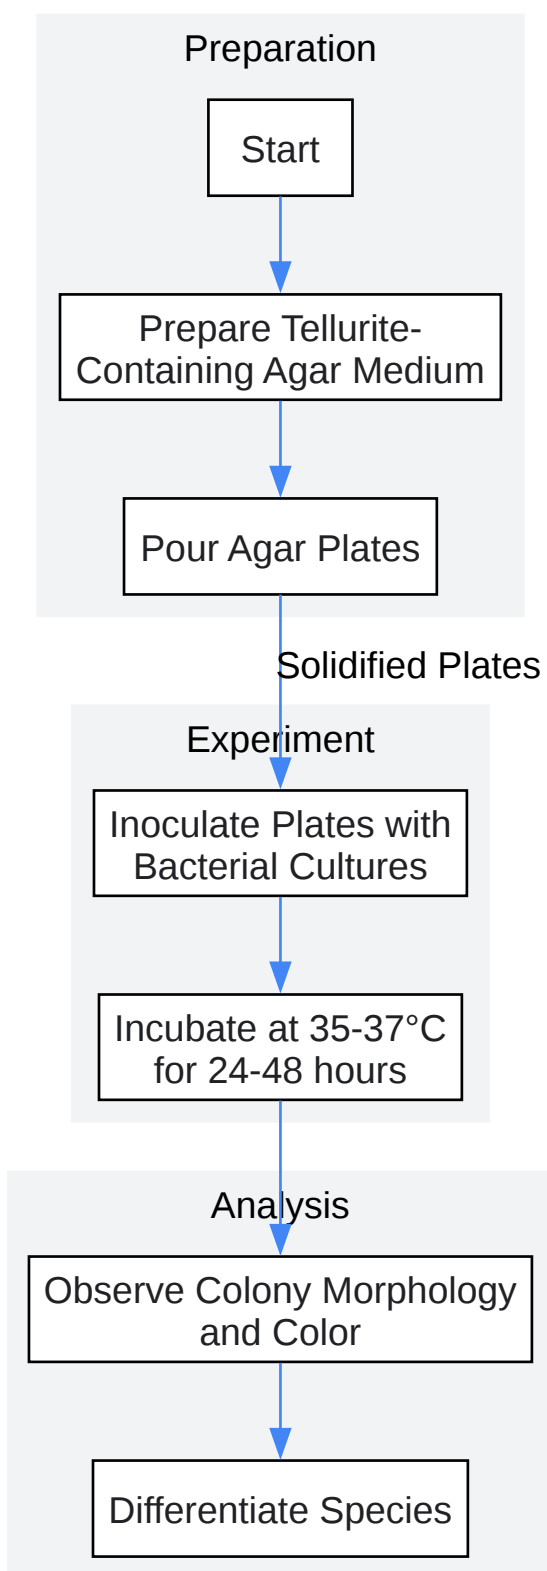 Preparation
Start
Prepare Tellurite-
Containing Agar Medium
Pour Agar Plates
Solidified Plates
Experiment
Inoculate Plates with
Bacterial Cultures
Incubate at 35-37°C
for 24-48 hours
Analysis
Observe Colony Morphology
and Color
Differentiate Species